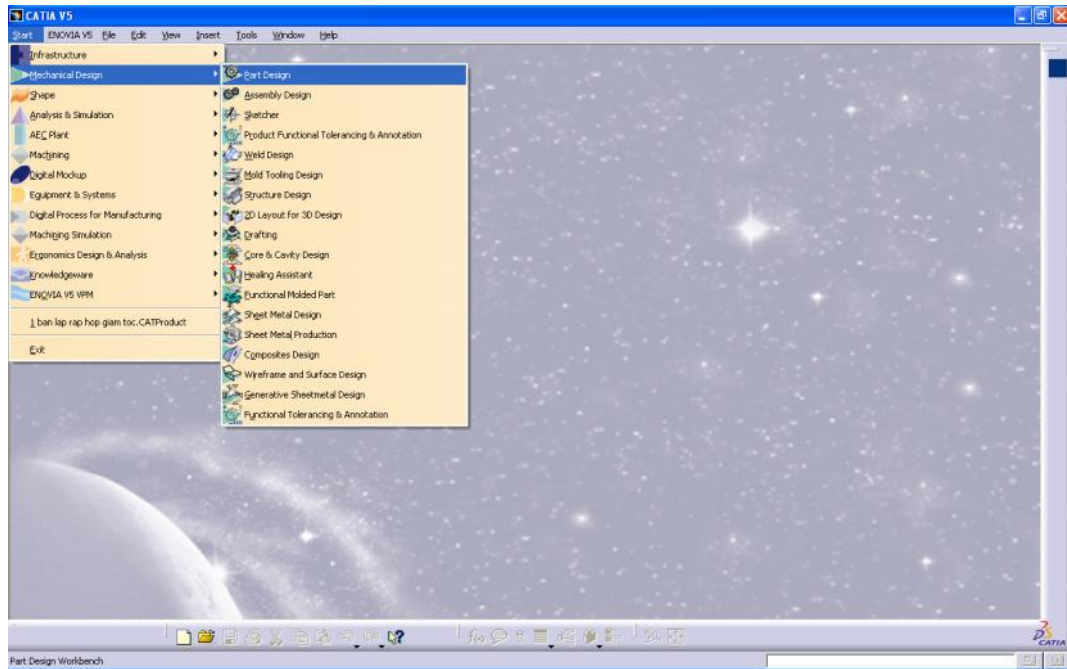 CATIA V5
Start ENOVIA V5 File Edit View Insert Tools Window Help
Infrastructure
Mechanical Design
Shape
Analysis & Simulation
AEC Plant
Machining
Digital Mockup
Equipment & Systems
Digital Process for Manufacturing
Machining Simulation
Ergonomics Design & Analysis
Knowledgeware
ENOVIA V5 VPM
1 ban lap rap hop giam toc.CATProduct
Exit
Part Design
Assembly Design
Sketcher
Product Functional Tolerancing & Annotation
Weld Design
Mold Tooling Design
Structure Design
2D Layout for 3D Design
Drafting
Core & Cavity Design
Healing Assistant
Functional Molded Part
Sheet Metal Design
Sheet Metal Production
Composites Design
Wireframe and Surface Design
Generative Sheetmetal Design
Functional Tolerancing & Annotation
CATIA
Part Design Workbench